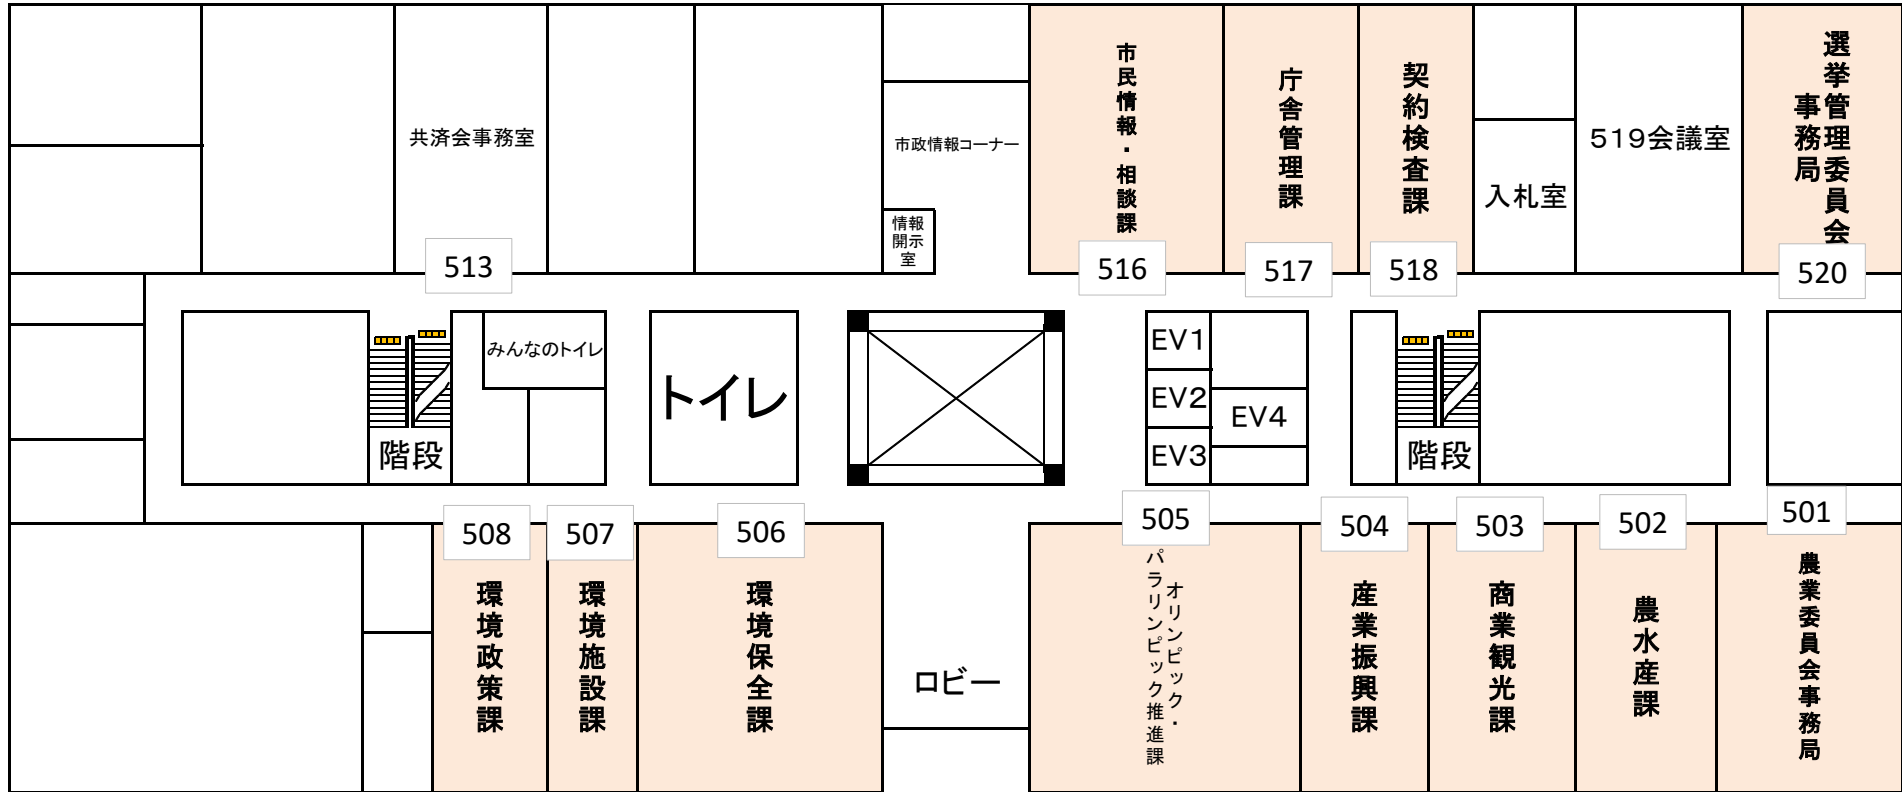 共済会事務室
513
市政情報コーナー
情報
開示
室
市民情報・相談課
516
庁舎管理課
517
契約検査課
518
入札室
519会議室
選挙管理委員会
事務局
520
階段
みんなのトイレ
トイレ
EV1
EV2
EV3
EV4
階段
508
環境政策課
507
環境施設課
506
環境保全課
ロビー
505
オリンピック・
パラリンピック推進課
504
産業振興課
503
商業観光課
502
農水産課
501
農業委員会事務局